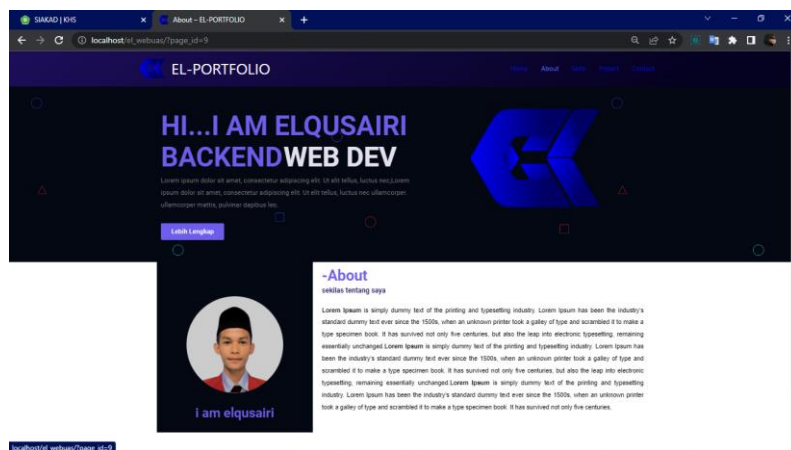 SIAKAD | KHS
About – EL-PORTFOLIO
localhost/el_webuas/?page_id=9
EL-PORTFOLIO
Home About Skills Project Contact
HI...I AM ELQUSAIRI
BACKENDWEB DEV
Lorem ipsum dolor sit amet, consectetur adipiscing elit. Ut elit tellus, luctus nec,Lorem
ipsum dolor sit amet, consectetur adipiscing elit. Ut elit tellus, luctus nec ullamcorper.
ullamcorper mattis, pulvinar dapibus leo.
Lebih Lengkap
-About
sekilas tentang saya
Lorem Ipsum is simply dummy text of the printing and typesetting industry. Lorem Ipsum has been the industry's
standard dummy text ever since the 1500s, when an unknown printer took a galley of type and scrambled it to make a
type specimen book. It has survived not only five centuries, but also the leap into electronic typesetting, remaining
essentially unchanged.Lorem Ipsum is simply dummy text of the printing and typesetting industry. Lorem Ipsum has
been the industry's standard dummy text ever since the 1500s, when an unknown printer took a galley of type and
scrambled it to make a type specimen book. It has survived not only five centuries, but also the leap into electronic
typesetting, remaining essentially unchanged.Lorem Ipsum is simply dummy text of the printing and typesetting
industry. Lorem Ipsum has been the industry's standard dummy text ever since the 1500s, when an unknown printer
took a galley of type and scrambled it to make a type specimen book. It has survived not only five centuries,
i am elqusairi
localhost/el_webuas/?page_id=9